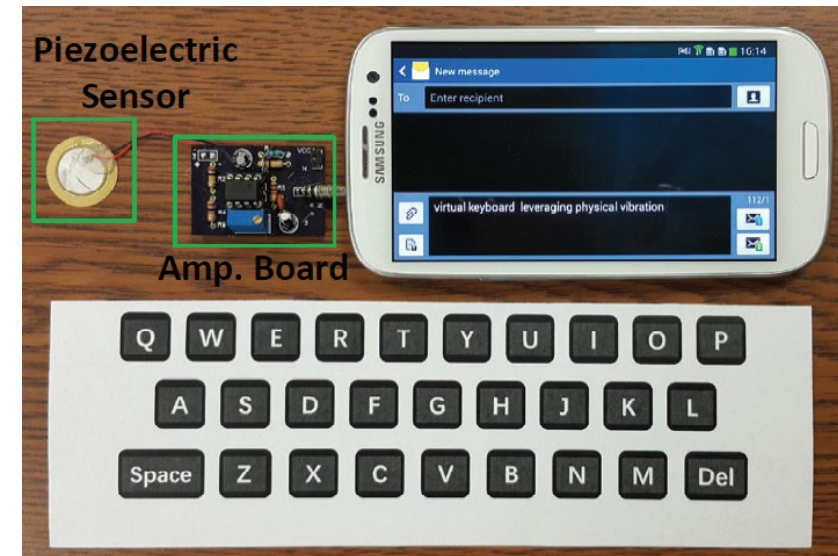 Piezoelectric
Sensor
Amp. Board
SAMSUNG
16:14
New message
To Enter recipient
virtual keyboard leveraging physical vibration
112/1
VCC
Q W E R T Y U I O P
A S D F G H J K L
Space Z X C V B N M Del